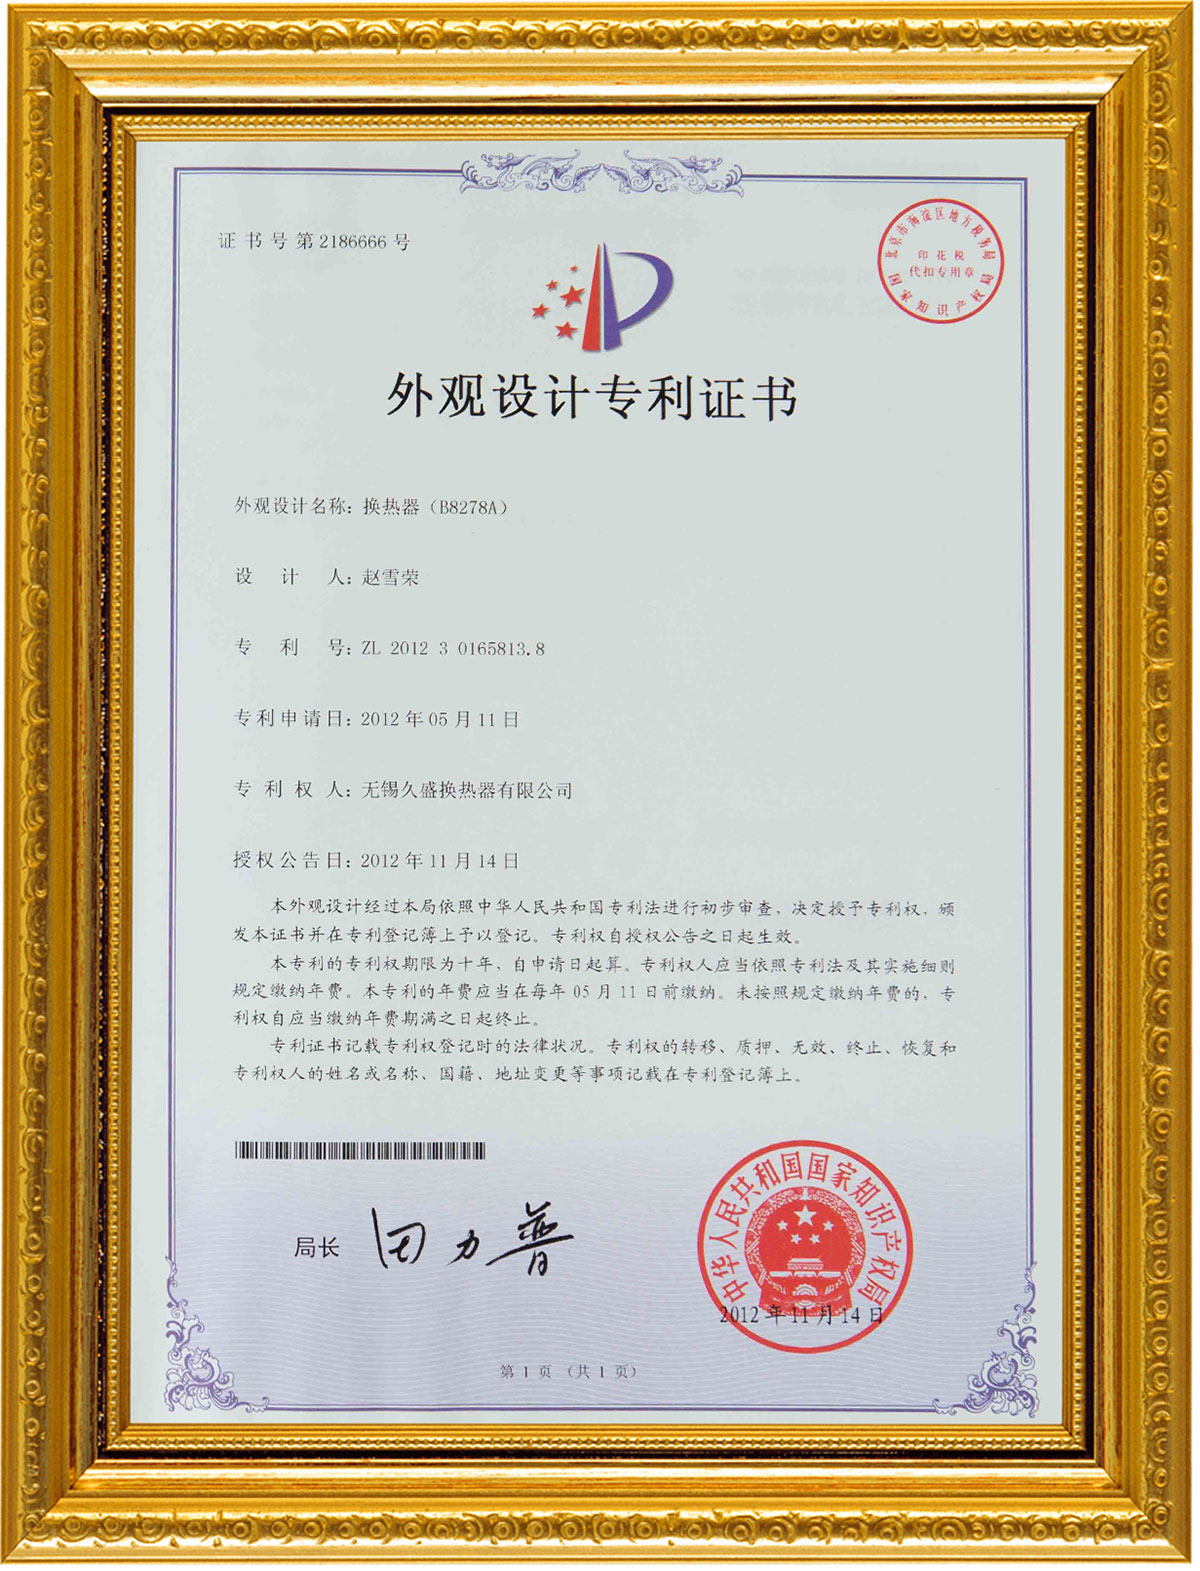 证书号第2186666号
北京市海淀区地方税务局
印花税
代扣专用章
国家知识产权局
外观设计专利证书
外观设计名称：换热器（B8278A）
设计人：赵雪荣
专利号：ZL 2012 3 0165813.8
专利申请日：2012年05月11日
专利权人：无锡久盛换热器有限公司
授权公告日：2012年11月14日
本外观设计经过本局依照中华人民共和国专利法进行初步审查，决定授予专利权，颁
发本证书并在专利登记簿上予以登记。专利权自授权公告之日起生效。
本专利的专利权期限为十年，自申请日起算。专利权人应当依照专利法及其实施细则
规定缴纳年费。本专利的年费应当在每年05月11日前缴纳。未按照规定缴纳年费的，专
利权自应当缴纳年费期满之日起终止。
专利证书记载专利权登记时的法律状况。专利权的转移、质押、无效、终止、恢复和
专利权人的姓名或名称、国籍、地址变更等事项记载在专利登记簿上。
局长 田力普
中华人民共和国国家知识产权局
2012年11月14日
第1页（共1页）